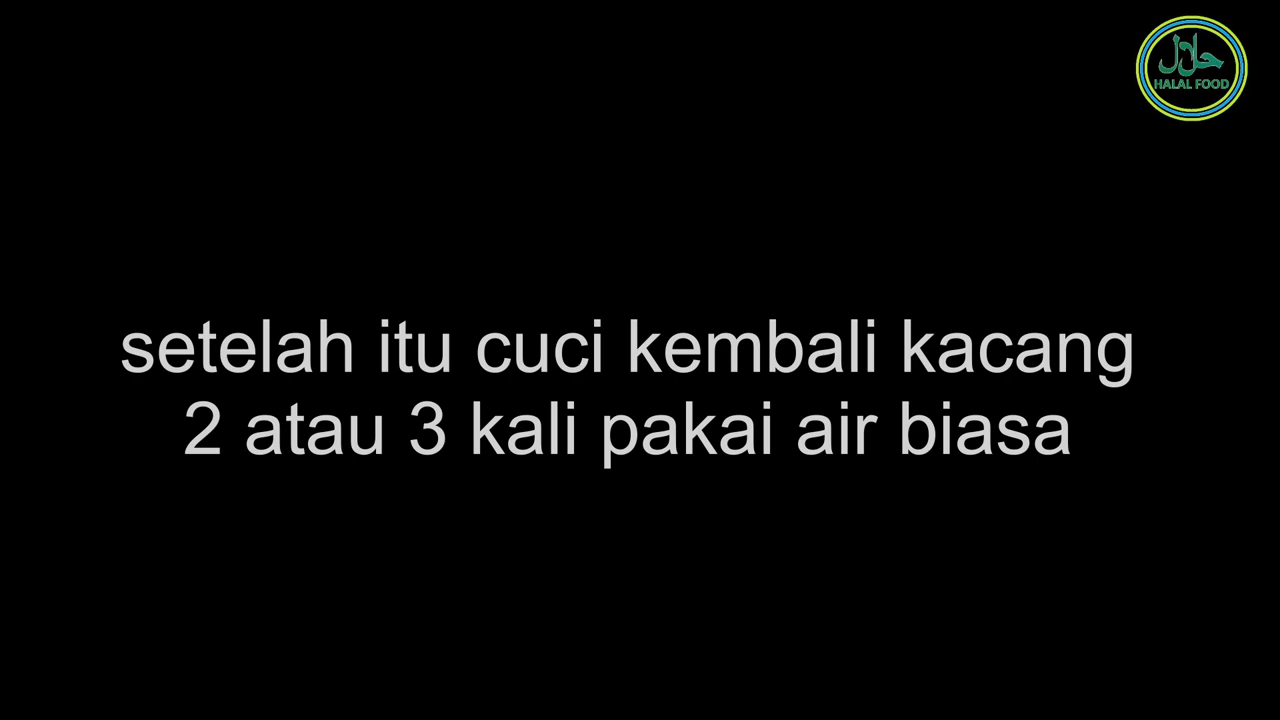 حلال
HALAL FOOD
setelah itu cuci kembali kacang
2 atau 3 kali pakai air biasa